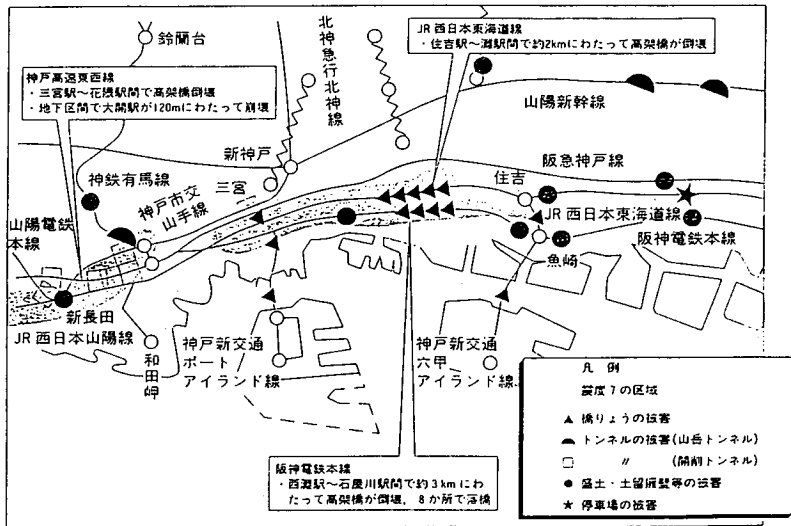 鈴蘭台
北神急行北神線
JR西日本東海道線
・住吉駅〜灘駅間で約2kmにわたって高架橋が倒壊
神戸高速東西線
・三宮駅〜花隈駅間で高架橋倒壊
・地下区間で大開駅が120mにわたって崩壊
山陽新幹線
新神戸
阪急神戸線
神鉄有馬線
三宮
住吉
神戸市交
山手線
JR西日本東海道線
山陽電鉄
本線
阪神電鉄本線
魚崎
新長田
JR西日本山陽線
和田岬
神戸新交通
ポート
アイランド線
神戸新交通
六甲
アイランド線
阪神電鉄本線
・西灘駅〜石屋川駅間で約3kmにわ
たって高架橋が倒壊、8か所で落橋
凡 例
震度7の区域
▲ 橋りょうの被害
トンネルの被害(山岳トンネル)
〃 (開削トンネル)
● 盛土・土留擁壁等の被害
★ 停車場の被害